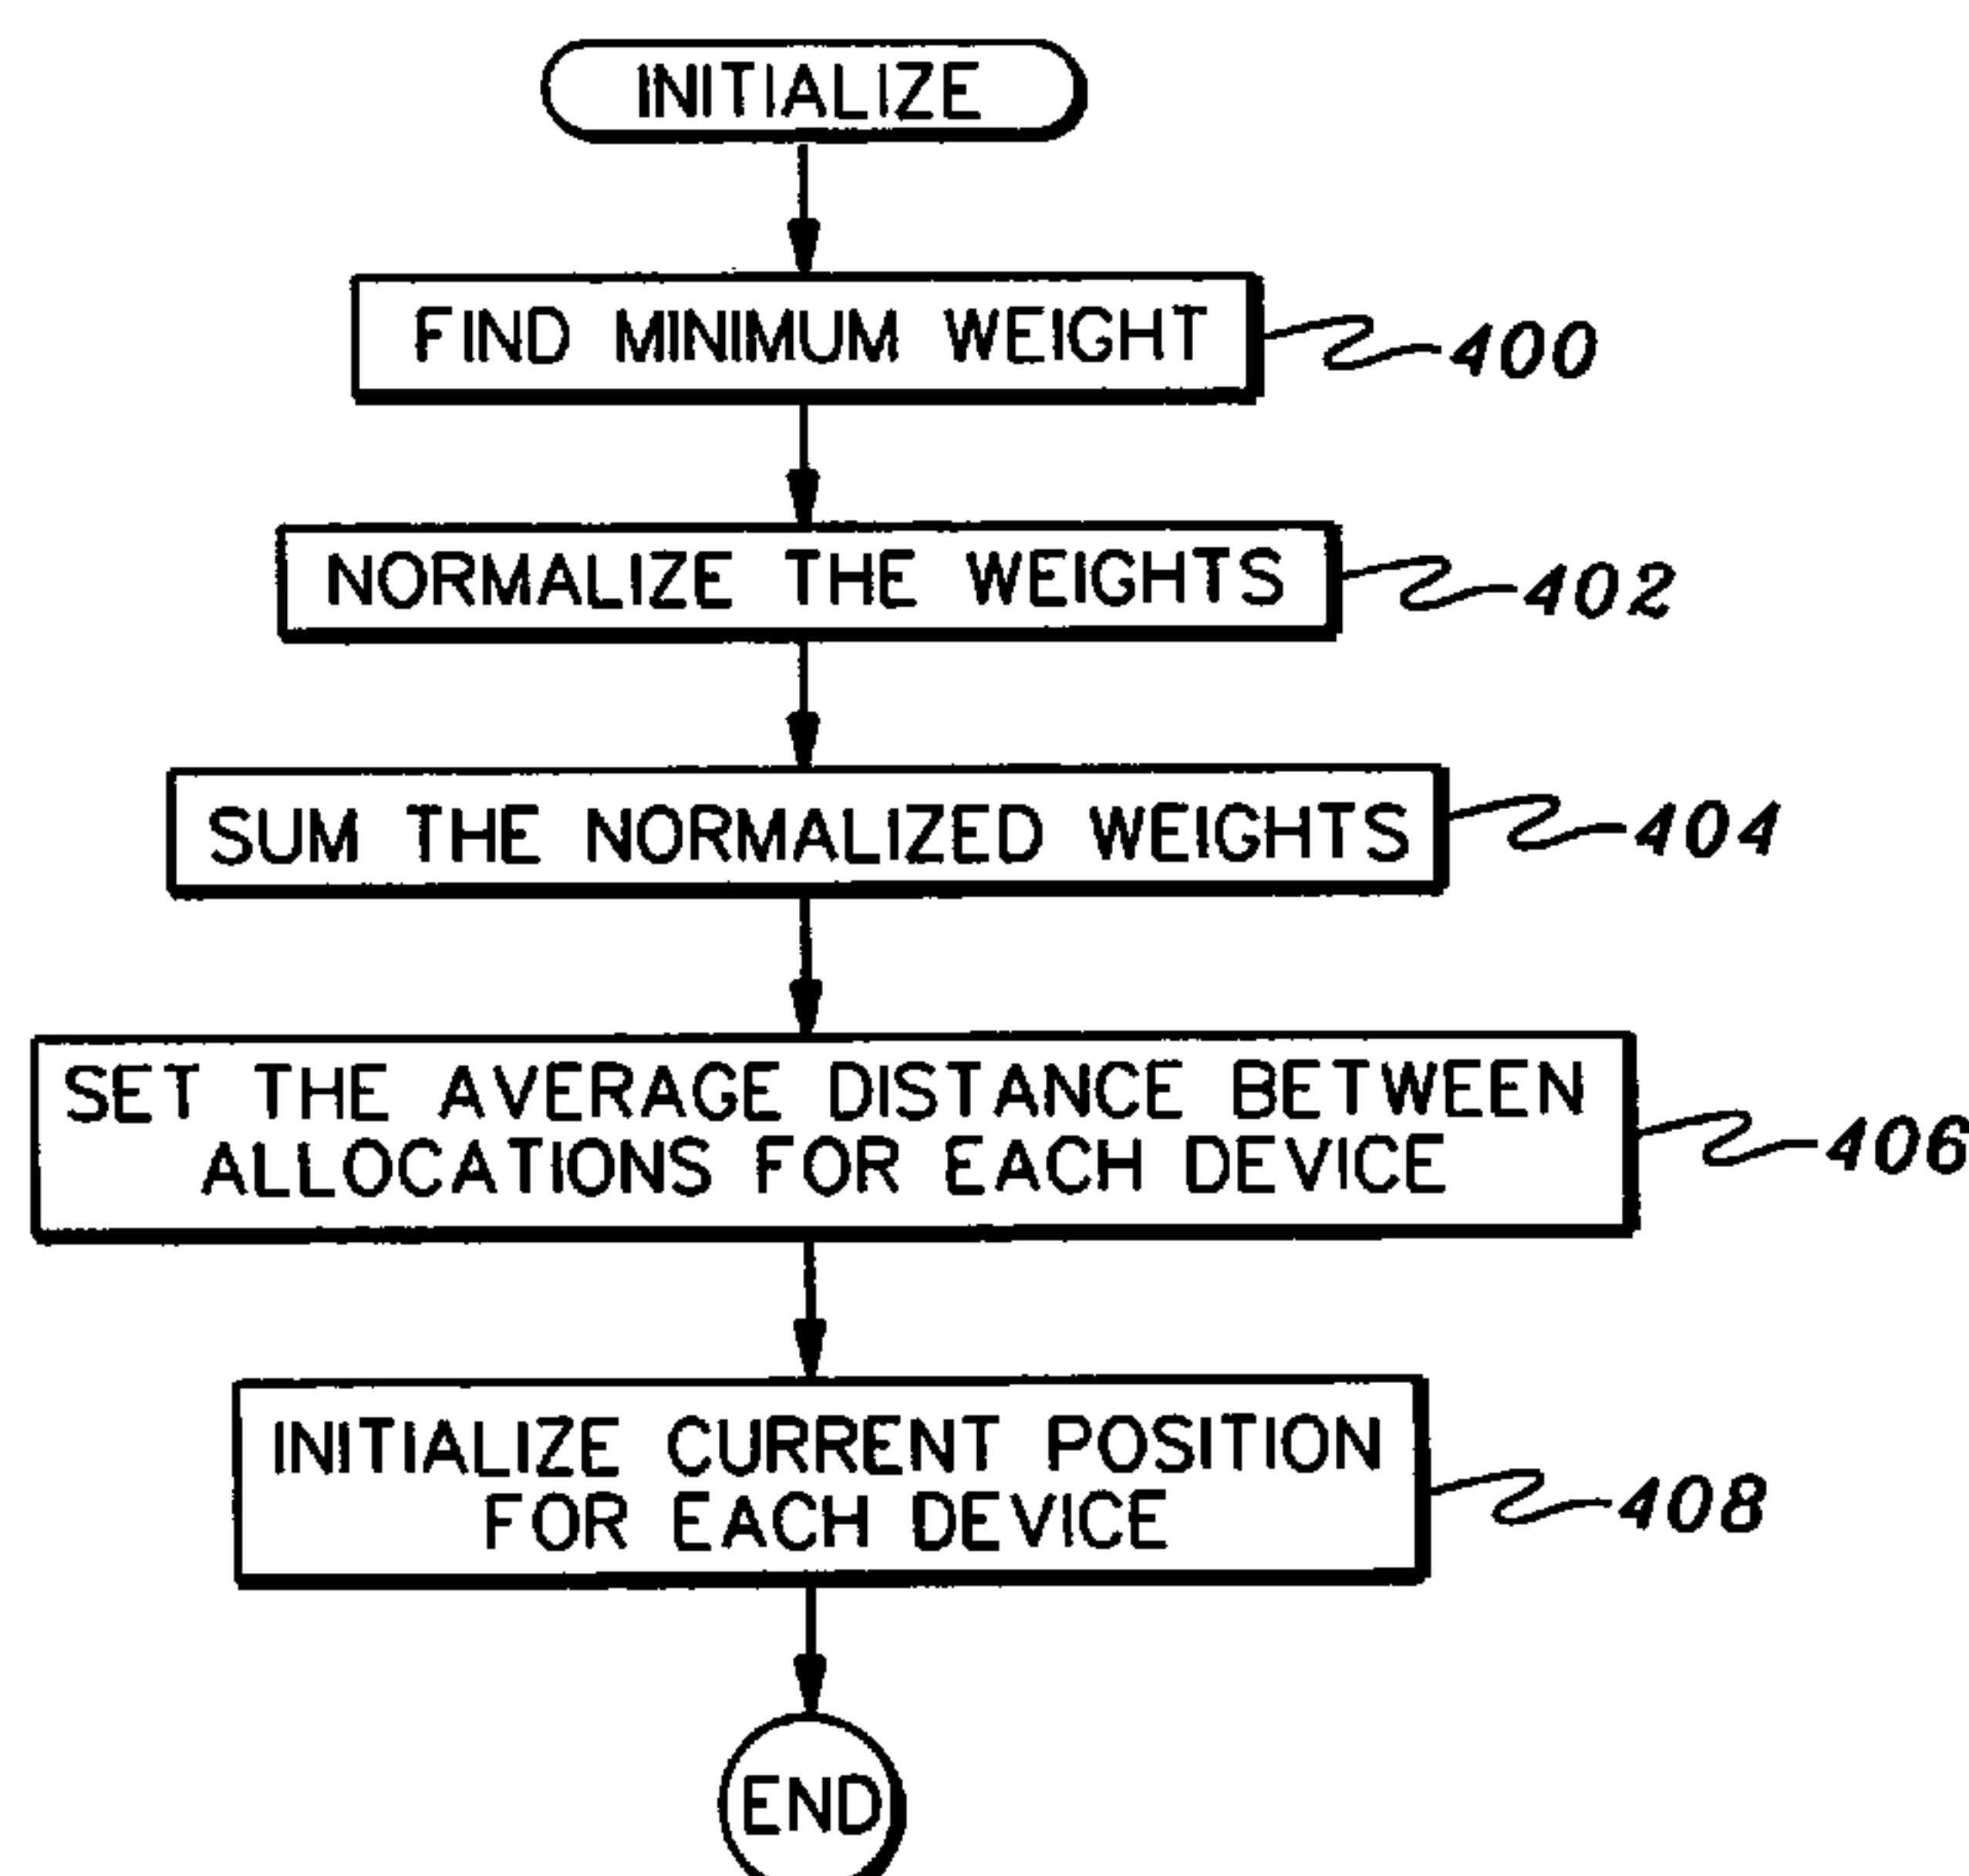 INITIALIZE
FIND MINIMUM WEIGHT
400
NORMALIZE THE WEIGHTS
402
SUM THE NORMALIZED WEIGHTS
404
SET THE AVERAGE DISTANCE BETWEEN
ALLOCATIONS FOR EACH DEVICE
406
INITIALIZE CURRENT POSITION
FOR EACH DEVICE
408
END